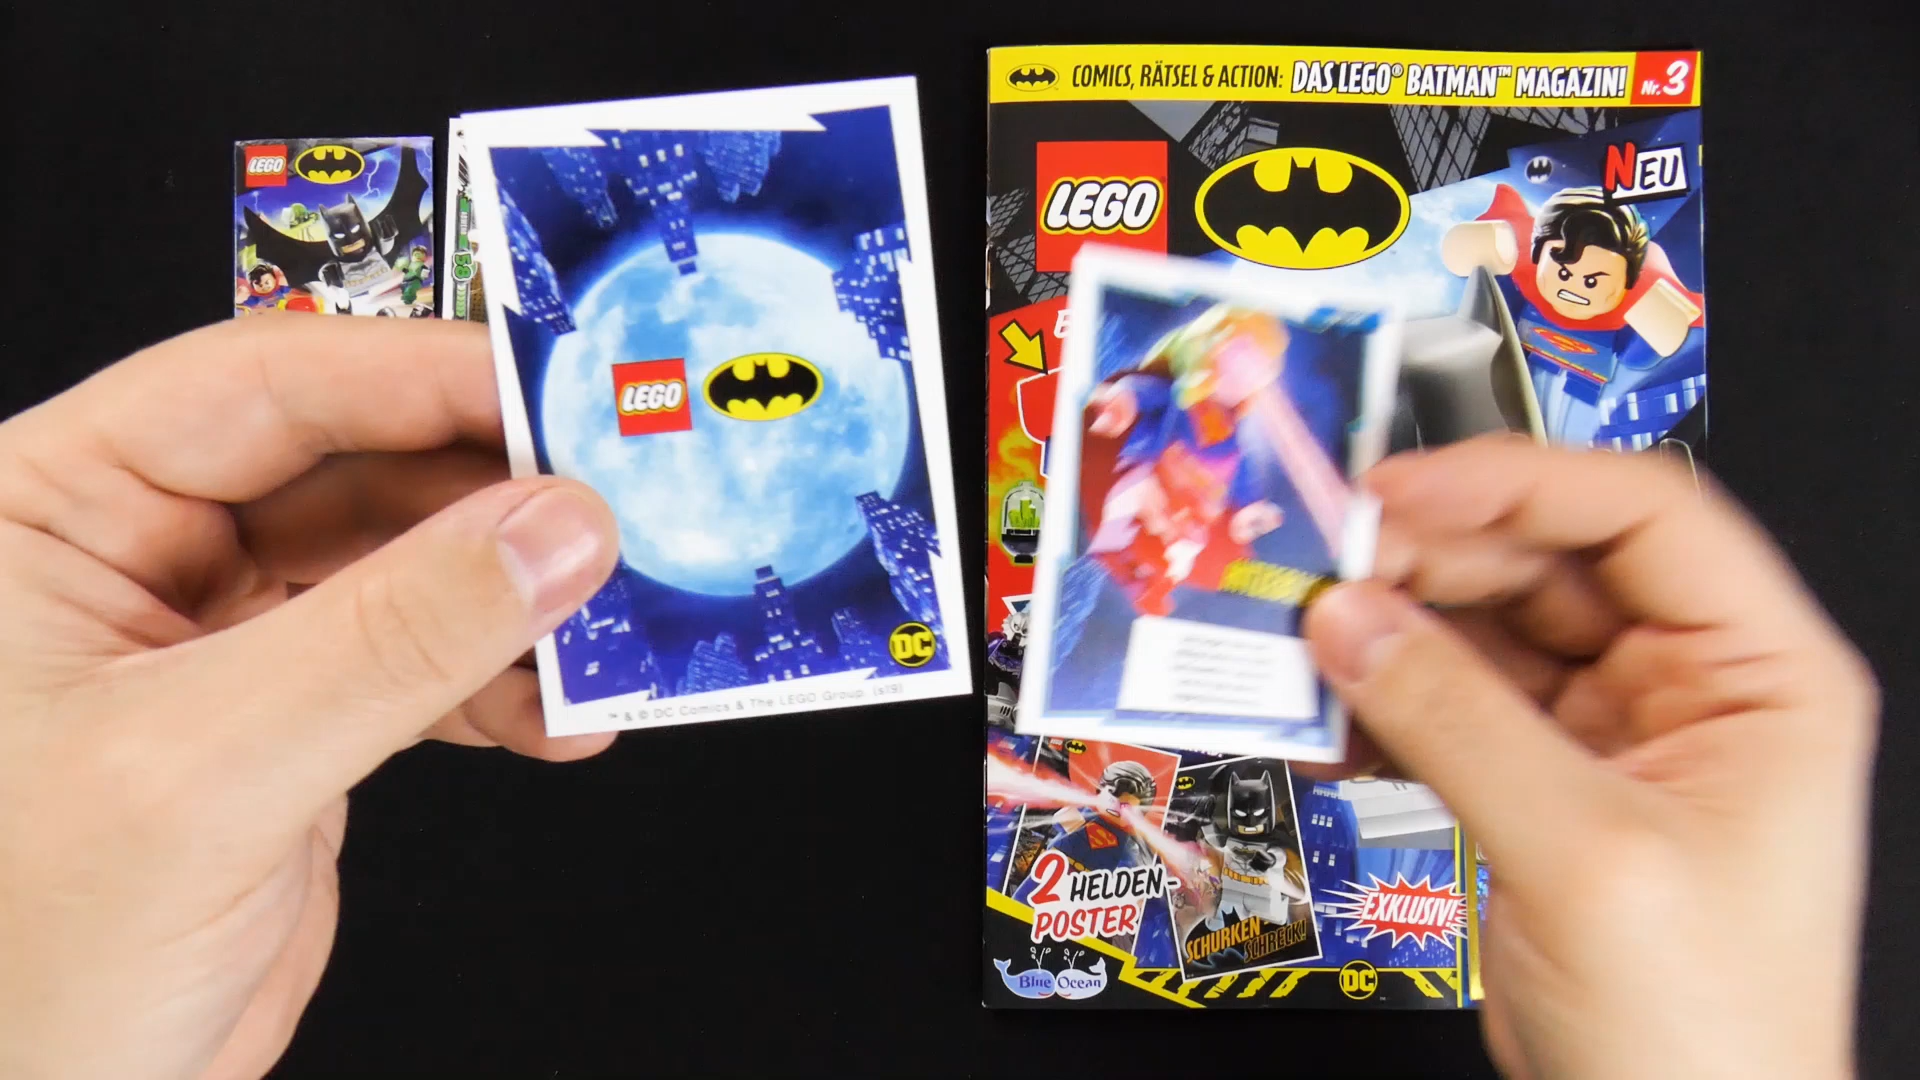 COMICS, RÄTSEL & ACTION: DAS LEGO® BATMAN™ MAGAZIN! Nr. 3
LEGO
NEU
LEGO
LEGO
DC
™ & © DC Comics & The LEGO Group. (s19)
85
2 HELDEN-
POSTER
SCHURKEN
SCHRECK!
EXKLUSIV!
Blue Ocean
DC